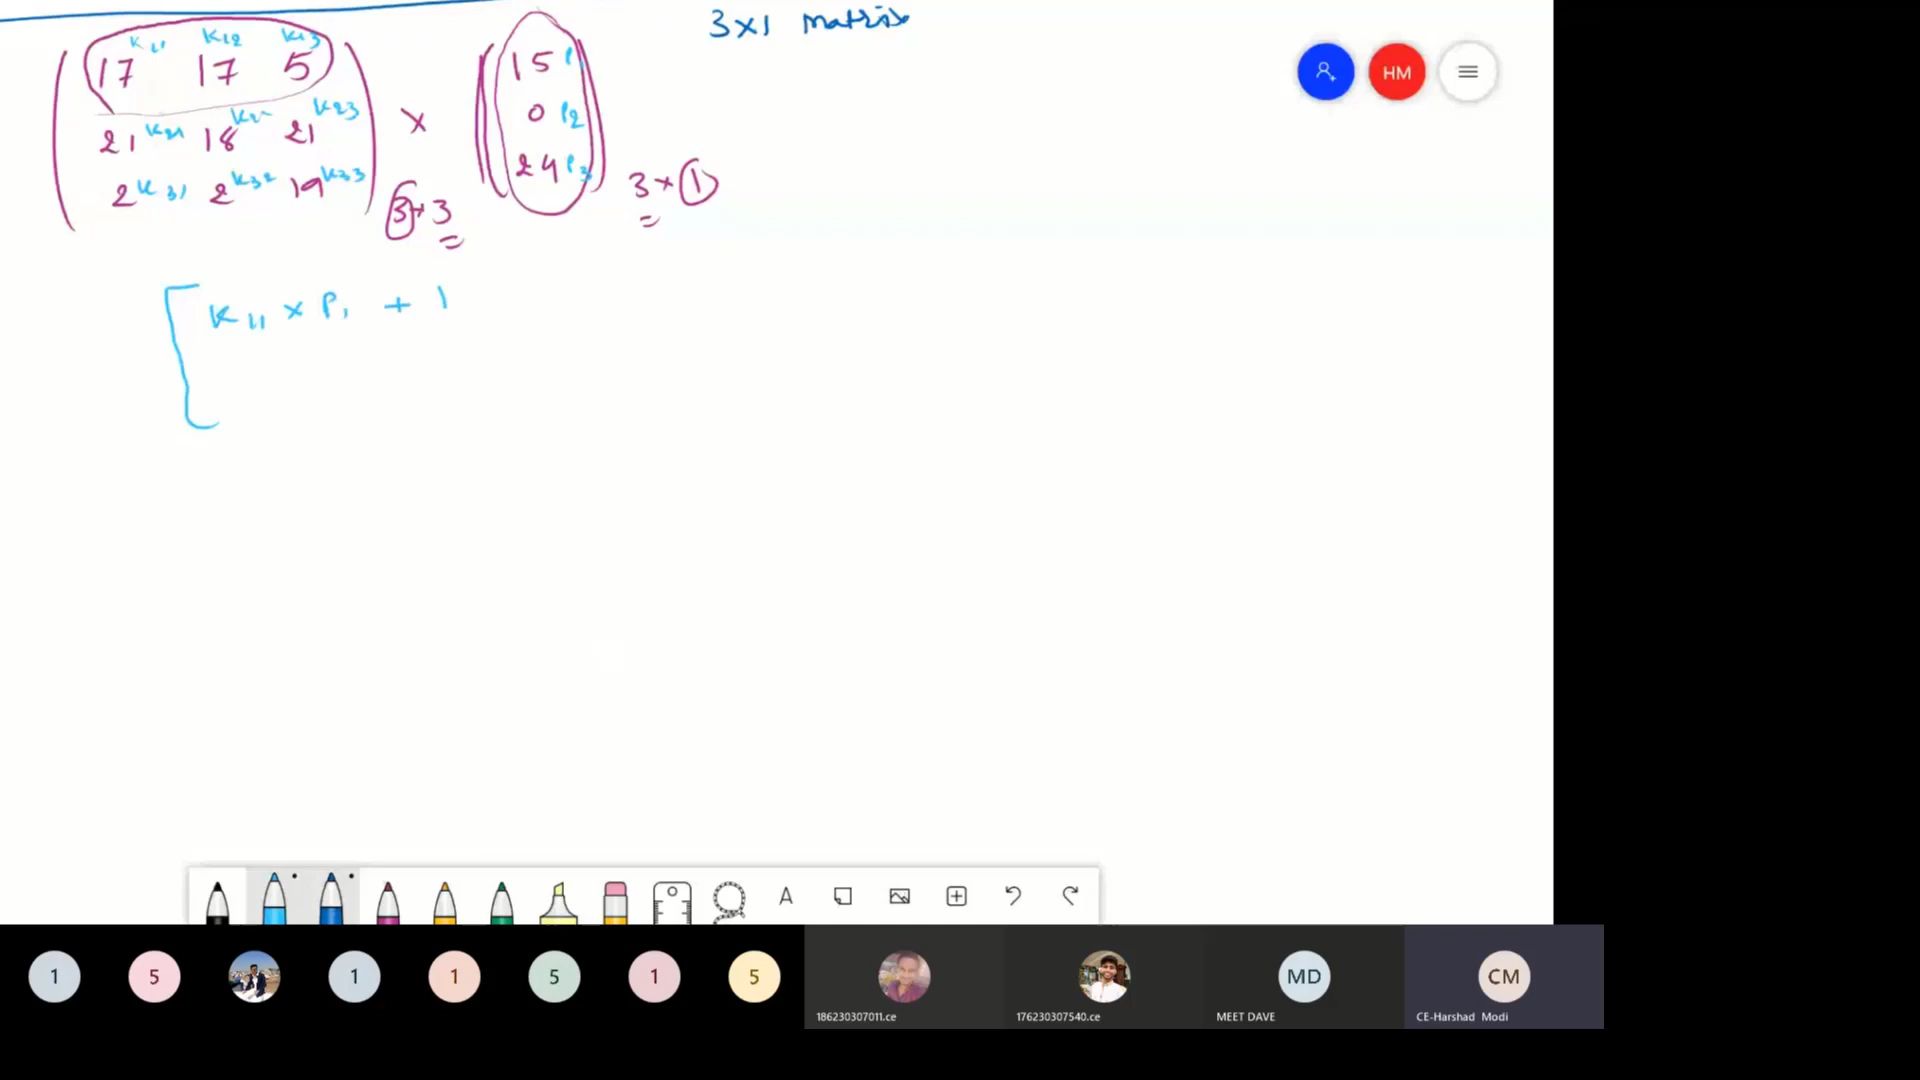 3×1 matrix
K11 K12 K13
17 17 5
15 P1
K21 K22 K23
21 18 21
×
0 P2
K31 K32 K33
2 2 19
24 P3
3×3
3×1
K11 × P1 + 1
HM
A
1 5 1 1 5 1 5
MD
CM
186230307011.ce
176230307540.ce
MEET DAVE
CE-Harshad Modi